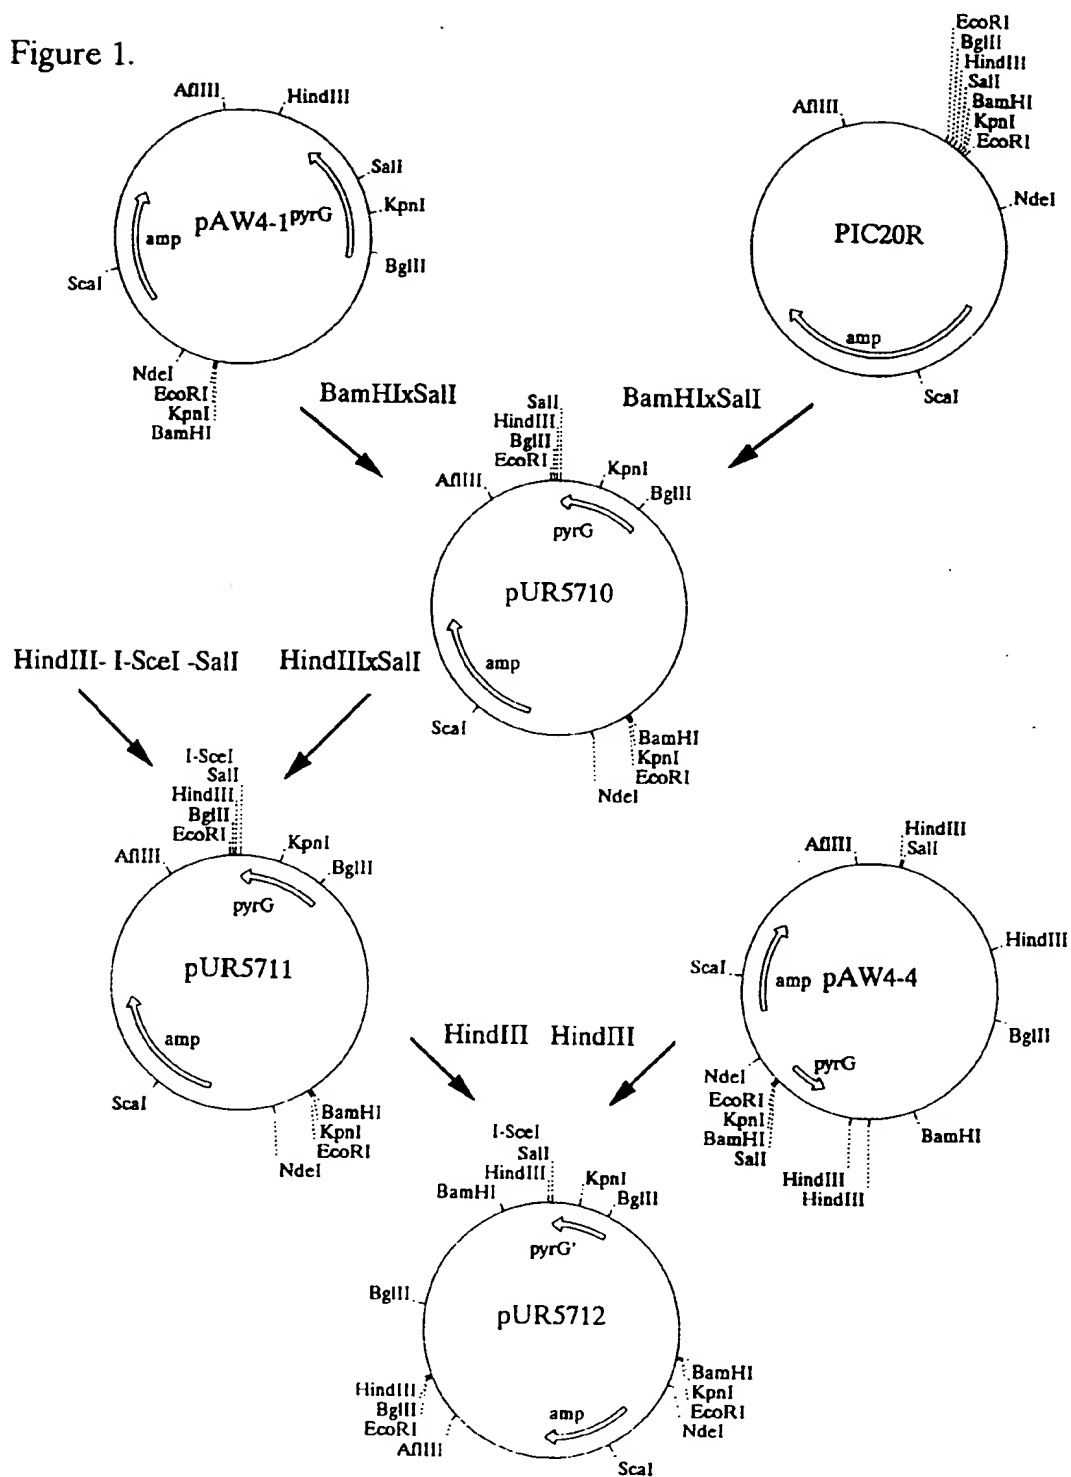 Figure 1.
AflIII
HindIII
SalI
KpnI
BglII
pAW4-1
pyrG
amp
ScaI
NdeI
EcoRI
KpnI
BamHI
EcoRI
BglII
HindIII
SalI
BamHI
KpnI
EcoRI
AflIII
NdeI
PIC20R
amp
ScaI
BamHIxSalI
BamHIxSalI
SalI
HindIII
BglII
EcoRI
AflIII
KpnI
BglII
pyrG
pUR5710
amp
ScaI
BamHI
KpnI
EcoRI
NdeI
HindIII- I-SceI -SalI
HindIIIxSalI
I-SceI
SalI
HindIII
BglII
EcoRI
AflIII
KpnI
BglII
pyrG
pUR5711
amp
ScaI
BamHI
KpnI
EcoRI
NdeI
AflIII
HindIII
SalI
HindIII
ScaI
amp
pAW4-4
BglII
pyrG
NdeI
EcoRI
KpnI
BamHI
SalI
BamHI
HindIII
HindIII
HindIII
HindIII
I-SceI
SalI
HindIII
BamHI
KpnI
BglII
pyrG'
BglII
pUR5712
HindIII
BglII
EcoRI
AflIII
amp
BamHI
KpnI
EcoRI
NdeI
ScaI